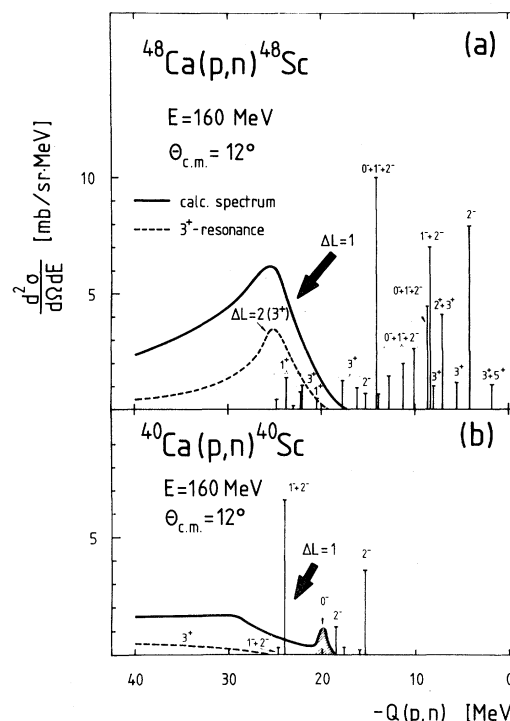 (a)
⁴⁸Ca(p,n)⁴⁸Sc
E=160 MeV
Θc.m. = 12°
d²σ/dΩdE [mb/sr·MeV]
10
5
calc. spectrum
3⁺-resonance
ΔL=1
ΔL=2(3⁺)
0⁻+1⁻+2⁻
1⁻+2⁻
2⁻
0⁻+1⁻+2⁻
2⁺+3⁺
0⁻+1⁻+2⁻
1⁺
3⁺
1⁺
3⁺
2⁻
3⁺
3⁺
3⁺+5⁺
(b)
⁴⁰Ca(p,n)⁴⁰Sc
E=160 MeV
Θc.m. = 12°
5
1⁻+2⁻
ΔL=1
2⁻
0⁻
2⁻
3⁺
1⁻+2⁻
40 30 20 10 0
-Q(p,n) [MeV]